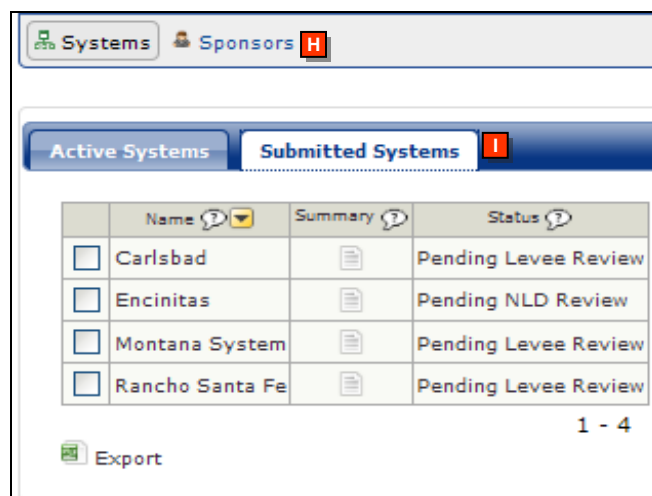 Systems Sponsors H
Active Systems Submitted Systems I
Name ? Summary ? Status ?
Carlsbad Pending Levee Review
Encinitas Pending NLD Review
Montana System Pending Levee Review
Rancho Santa Fe Pending Levee Review
1 - 4
Export